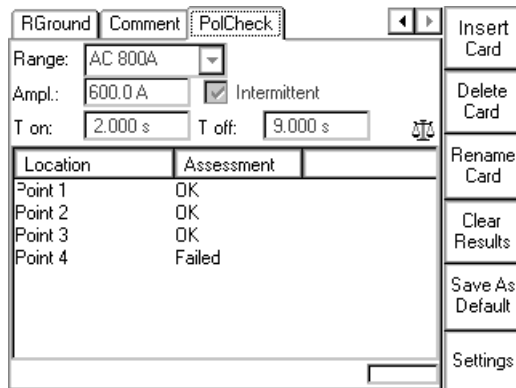 RGround Comment PolCheck
Range: AC 800A
Ampl.: 600.0 A Intermittent
T on: 2.000 s T off: 9.000 s
Location Assessment
Point 1 OK
Point 2 OK
Point 3 OK
Point 4 Failed
Insert
Card
Delete
Card
Rename
Card
Clear
Results
Save As
Default
Settings